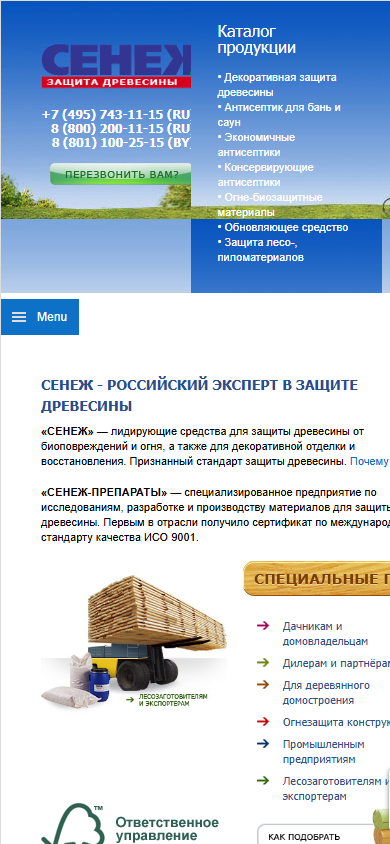 СЕНЕЖ
ЗАЩИТА ДРЕВЕСИНЫ
+7 (495) 743-11-15 (RU)
8 (800) 200-11-15 (RU)
8 (801) 100-25-15 (BY)
ПЕРЕЗВОНИТЬ ВАМ?
Каталог
продукции
• Декоративная защита
древесины
• Антисептик для бань и
саун
• Экономичные
антисептики
• Консервирующие
антисептики
• Огне-биозащитные
материалы
• Обновляющее средство
• Защита лесо-,
пиломатериалов
Menu
СЕНЕЖ - РОССИЙСКИЙ ЭКСПЕРТ В ЗАЩИТЕ
ДРЕВЕСИНЫ
«СЕНЕЖ» — лидирующие средства для защиты древесины от
биоповреждений и огня, а также для декоративной отделки и
восстановления. Признанный стандарт защиты древесины. Почему
«СЕНЕЖ-ПРЕПАРАТЫ» — специализированное предприятие по
исследованиям, разработке и производству материалов для защиты
древесины. Первым в отрасли получило сертификат по международ
стандарту качества ИСО 9001.
ЛЕСОЗАГОТОВИТЕЛЯМ
И ЭКСПОРТЕРАМ
СПЕЦИАЛЬНЫЕ П
Дачникам и
домовладельцам
Дилерам и партнёрам
Для деревянного
домостроения
Огнезащита конструк
Промышленным
предприятиям
Лесозаготовителям и
экспортерам
TM
Ответственное
управление
КАК ПОДОБРАТЬ